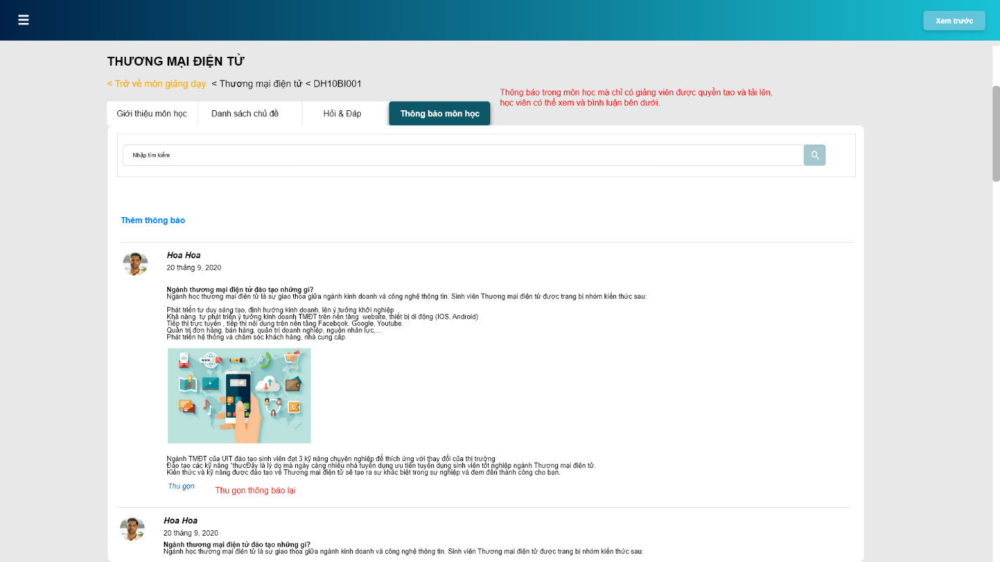 Xem trước
THƯƠNG MẠI ĐIỆN TỬ
< Trở về môn giảng dạy < Thương mại điện tử < DH10BI001
Thông báo trong môn học mà chỉ có giảng viên được quyền tạo và tải lên,
học viên có thể xem và bình luận bên dưới.
Giới thiệu môn học
Danh sách chủ đề
Hỏi & Đáp
Thông báo môn học
Nhập tìm kiếm
Thêm thông báo
Hoa Hoa
20 tháng 9, 2020
Ngành thương mại điện tử đào tạo những gì?
Ngành học thương mại điện tử là sự giao thoa giữa ngành kinh doanh và công nghệ thông tin. Sinh viên Thương mại điện tử được trang bị nhóm kiến thức sau:
Phát triển tư duy sáng tạo, định hướng kinh doanh, lên ý tưởng khởi nghiệp
Khả năng tự phát triển ý tưởng kinh doanh TMĐT trên nền tảng website, thiết bị di động (IOS, Android)
Tiếp thị trực tuyến , tiếp thị nội dung trên nền tảng Facebook, Google, Youtube.
Quản trị đơn hàng, bán hàng, quản trị doanh nghiệp, nguồn nhân lực,...
Phát triển hệ thống và chăm sóc khách hàng, nhà cung cấp.
WWW
Ngành TMĐT của UIT đào tạo sinh viên đạt 3 kỹ năng chuyên nghiệp để thích ứng với thay đổi của thị trường
Đào tạo các kỹ năng “thựcĐây là lý do mà ngày càng nhiều nhà tuyển dụng ưu tiên tuyển dụng sinh viên tốt nghiệp ngành Thương mại điện tử.
Kiến thức và kỹ năng được đào tạo về Thương mại điện tử sẽ tạo ra sự khác biệt trong sự nghiệp và đem đến thành công cho bạn.
Thu gọn
Thu gọn thông báo lại
Hoa Hoa
20 tháng 9, 2020
Ngành thương mại điện tử đào tạo những gì?
Ngành học thương mại điện tử là sự giao thoa giữa ngành kinh doanh và công nghệ thông tin. Sinh viên Thương mại điện tử được trang bị nhóm kiến thức sau: